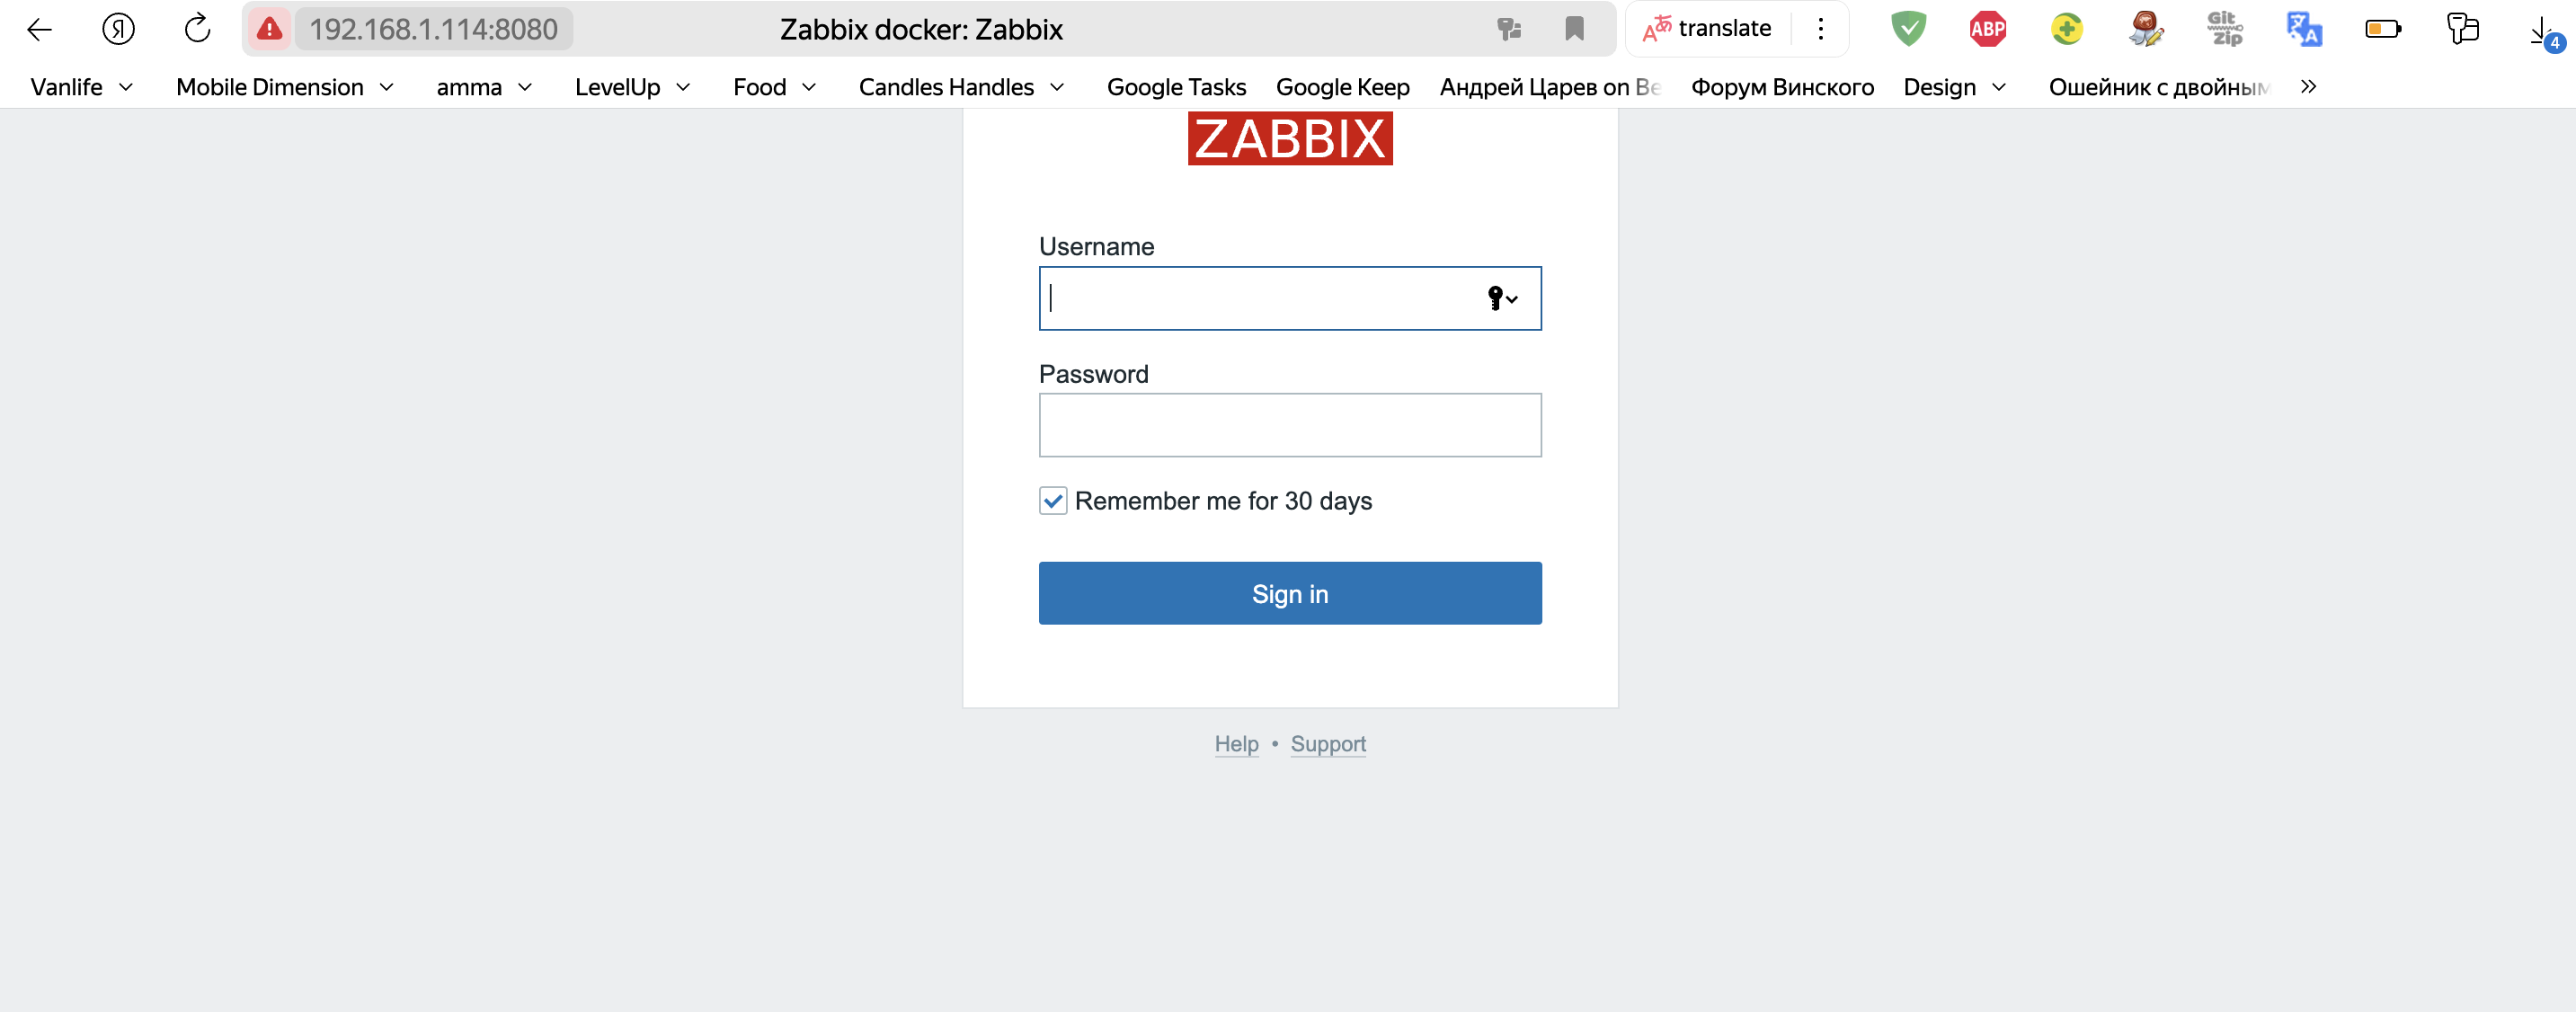 192.168.1.114:8080 Zabbix docker: Zabbix translate ABP Git Zip 4
Vanlife Mobile Dimension amma LevelUp Food Candles Handles Google Tasks Google Keep Андрей Царев on Be Форум Винского Design Ошейник с двойным
ZABBIX
Username
Password
Remember me for 30 days
Sign in
Help • Support